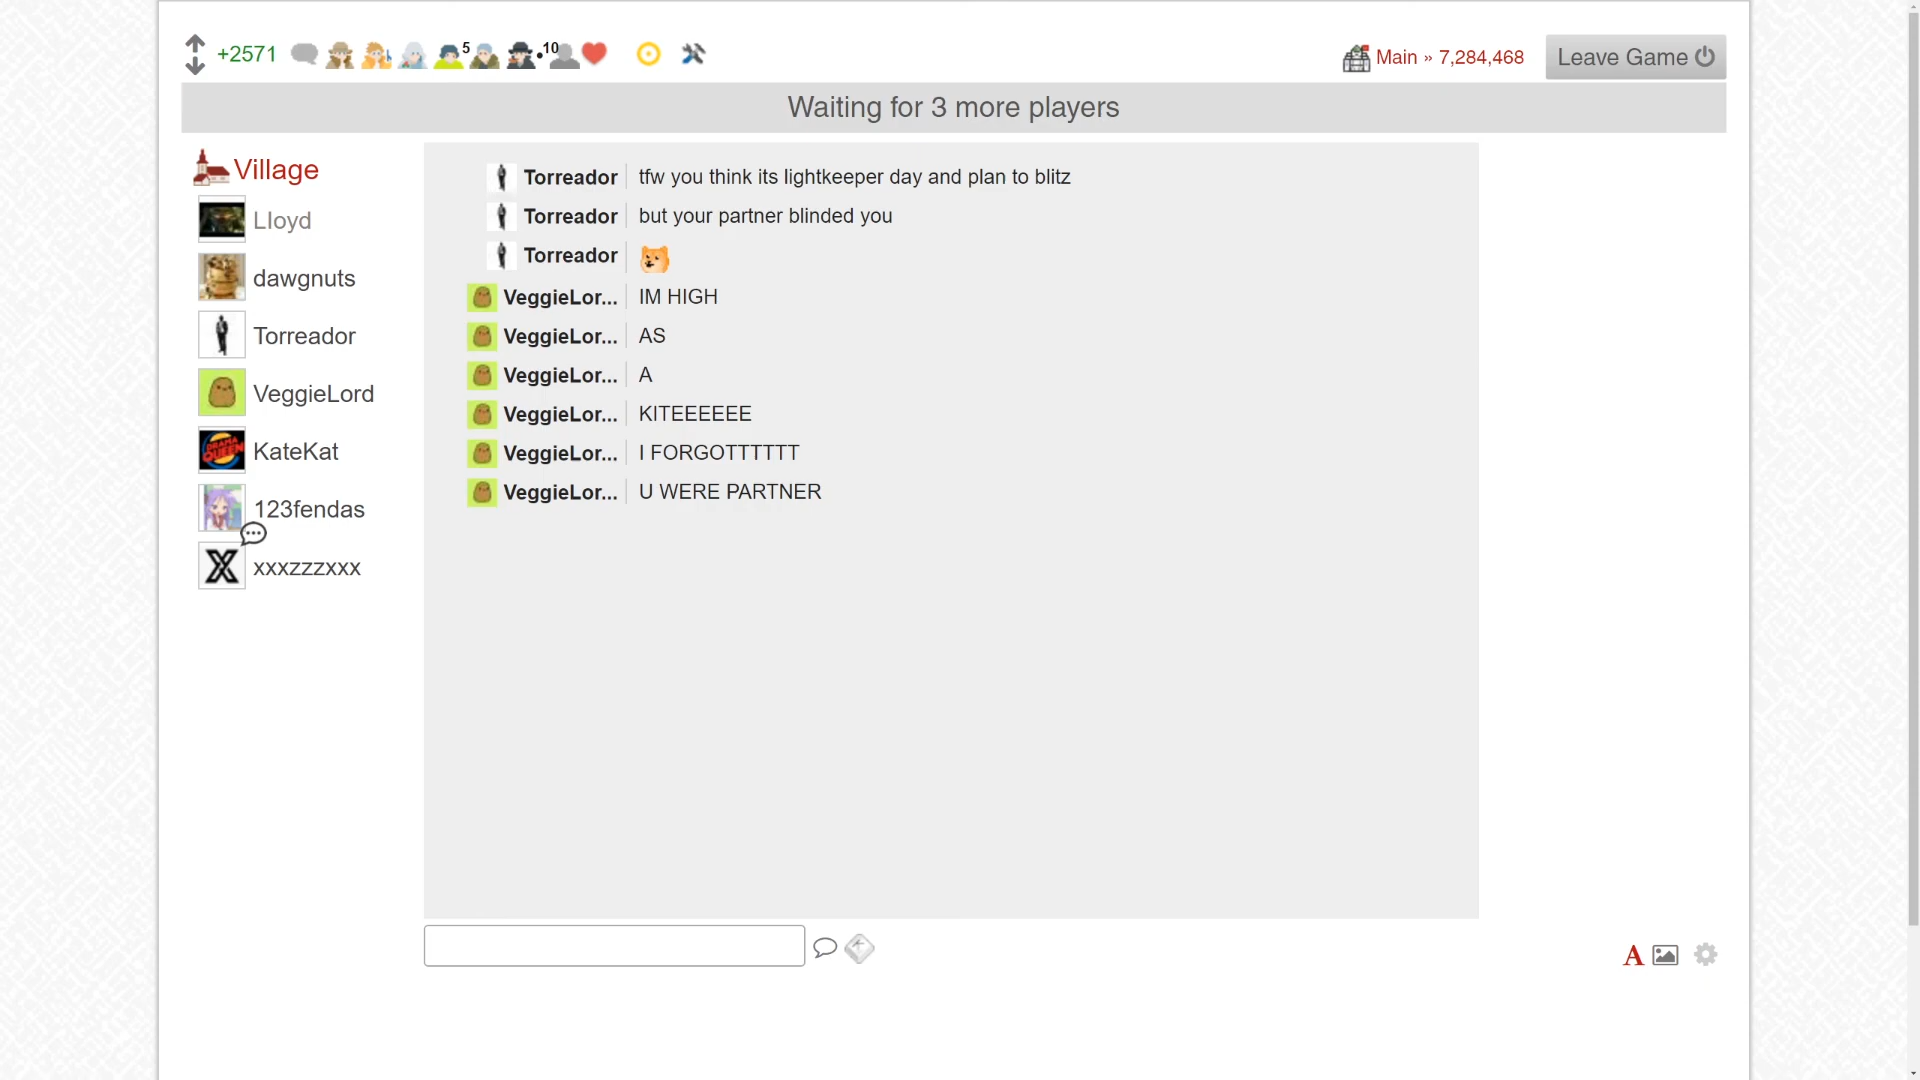 +2571
5
10
Main » 7,284,468
Leave Game
Waiting for 3 more players
Village
Lloyd
dawgnuts
Torreador
VeggieLord
DRAMA QUEEN
KateKat
123fendas
xxxzzzxxx
Torreador tfw you think its lightkeeper day and plan to blitz
Torreador but your partner blinded you
Torreador
VeggieLor... IM HIGH
VeggieLor... AS
VeggieLor... A
VeggieLor... KITEEEEEE
VeggieLor... I FORGOTTTTTT
VeggieLor... U WERE PARTNER
A